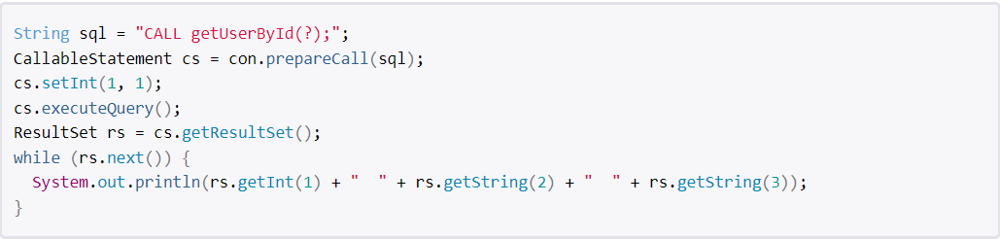 String sql = "CALL getUserById(?);";
CallableStatement cs = con.prepareCall(sql);
cs.setInt(1, 1);
cs.executeQuery();
ResultSet rs = cs.getResultSet();
while (rs.next()) {
  System.out.println(rs.getInt(1) + "  " + rs.getString(2) + "  " + rs.getString(3));
}